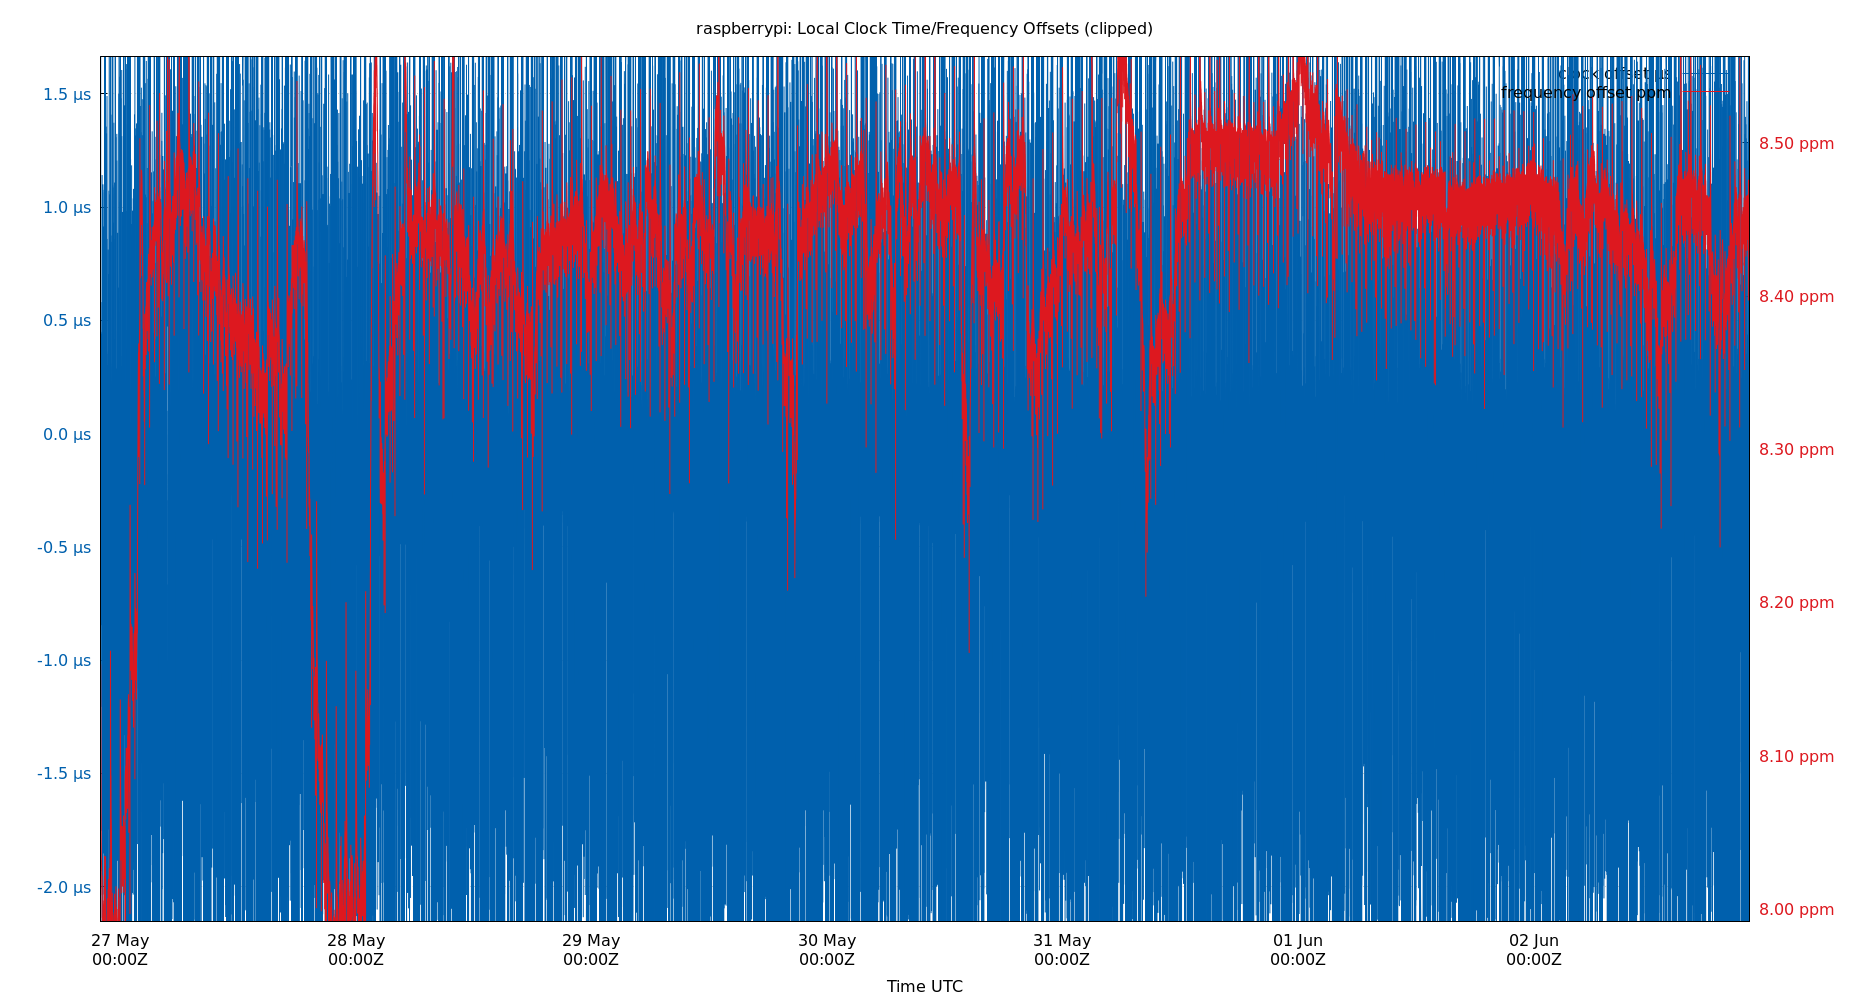 raspberrypi: Local Clock Time/Frequency Offsets (clipped)
clock offset µs
frequency offset ppm
1.5 µs
1.0 µs
0.5 µs
0.0 µs
-0.5 µs
-1.0 µs
-1.5 µs
-2.0 µs
8.50 ppm
8.40 ppm
8.30 ppm
8.20 ppm
8.10 ppm
8.00 ppm
27 May 28 May 29 May 30 May 31 May 01 Jun 02 Jun
00:00Z 00:00Z 00:00Z 00:00Z 00:00Z 00:00Z 00:00Z
Time UTC